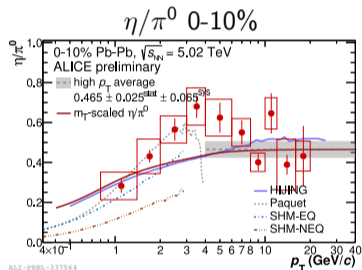 η/π⁰ 0-10%
η/π⁰
1.0
0.8
0.6
0.4
0.2
0.0
0-10% Pb-Pb, √sNN = 5.02 TeV
ALICE preliminary
high pT average
0.465 ± 0.025stat ± 0.065sys
mT-scaled η/π⁰
HIJING
Paquet
SHM-EQ
SHM-NEQ
4×10⁻¹ 1 2 3 4 5 6 7 8 10 20 30 40
pT (GeV/c)
ALI-PREL-337564